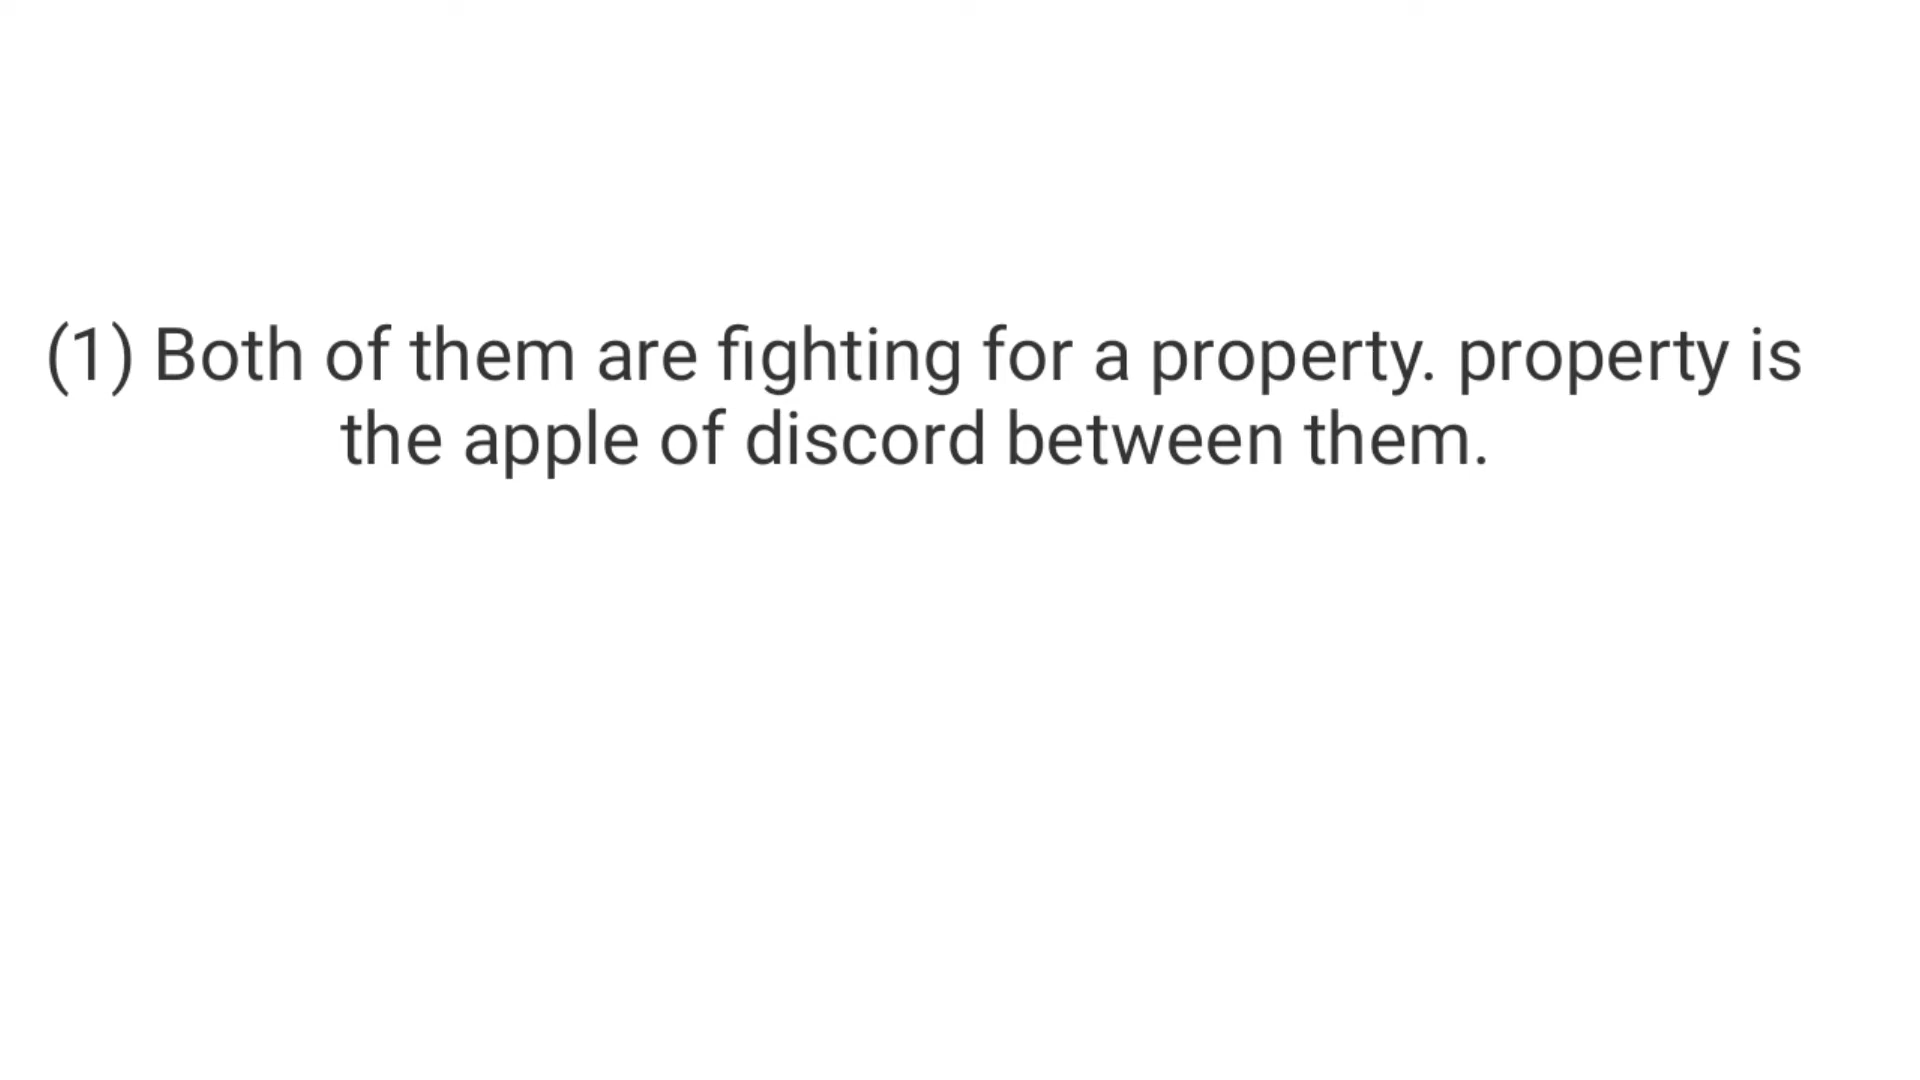 (1) Both of them are fighting for a property. property is
the apple of discord between them.